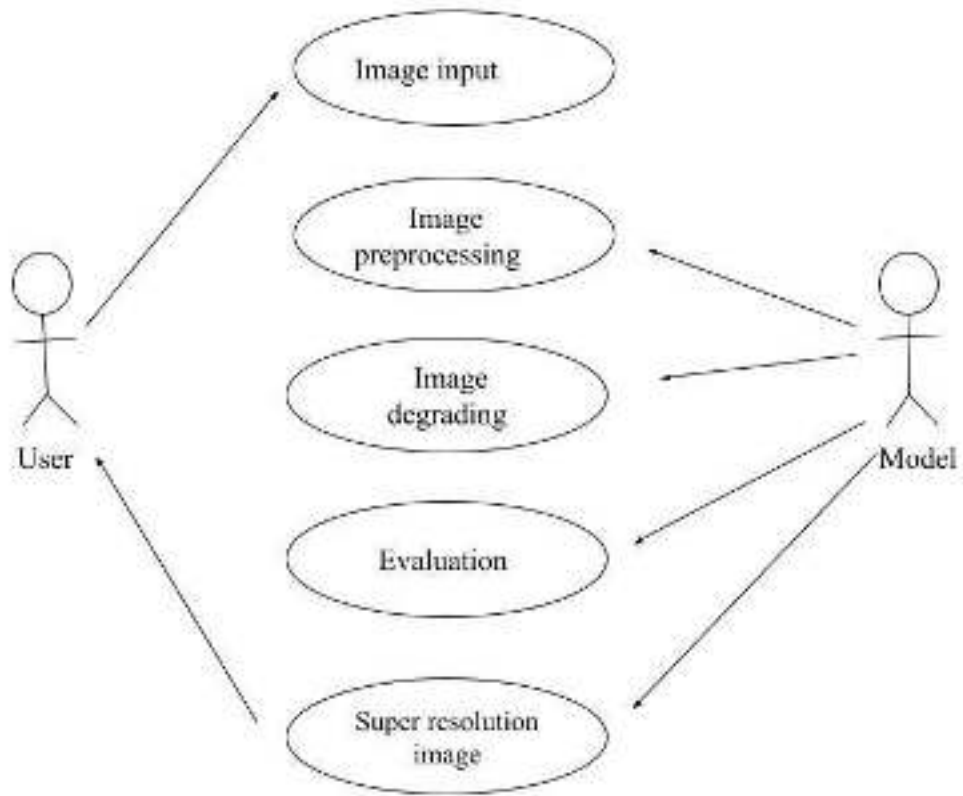 Image input
Image
preprocessing
Image
degrading
User
Model
Evaluation
Super resolution
image